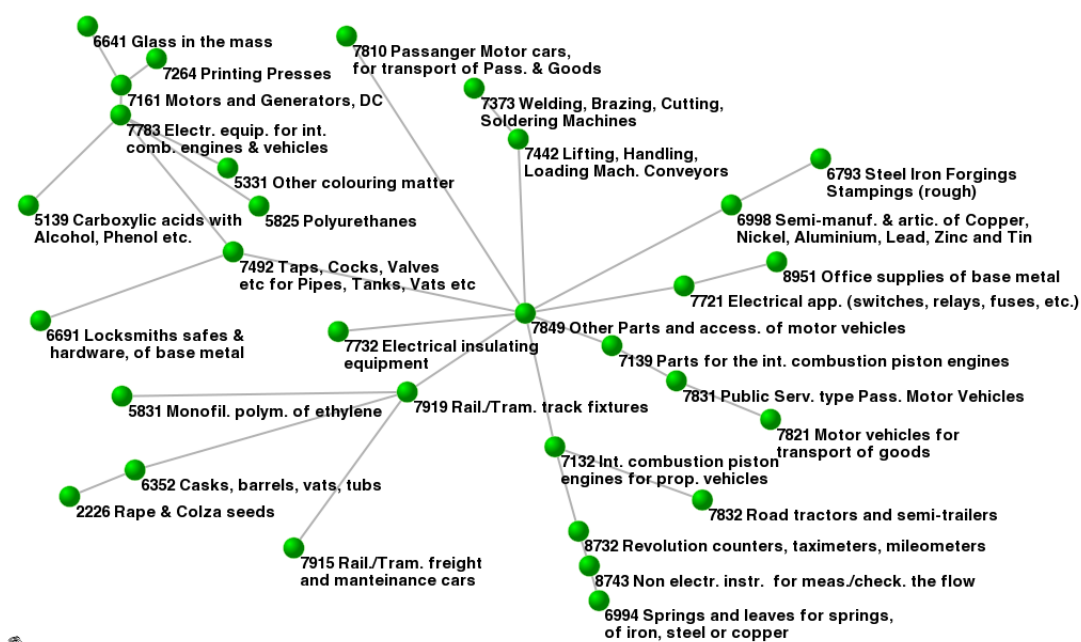 6641 Glass in the mass
7264 Printing Presses
7161 Motors and Generators, DC
7783 Electr. equip. for int.
comb. engines & vehicles
5331 Other colouring matter
5825 Polyurethanes
5139 Carboxylic acids with
Alcohol, Phenol etc.
7492 Taps, Cocks, Valves
etc for Pipes, Tanks, Vats etc
6691 Locksmiths safes &
hardware, of base metal
7810 Passanger Motor cars,
for transport of Pass. & Goods
7373 Welding, Brazing, Cutting,
Soldering Machines
7442 Lifting, Handling,
Loading Mach. Conveyors
6793 Steel Iron Forgings
Stampings (rough)
6998 Semi-manuf. & artic. of Copper,
Nickel, Aluminium, Lead, Zinc and Tin
8951 Office supplies of base metal
7721 Electrical app. (switches, relays, fuses, etc.)
7849 Other Parts and access. of motor vehicles
7732 Electrical insulating
equipment
7139 Parts for the int. combustion piston engines
7831 Public Serv. type Pass. Motor Vehicles
7821 Motor vehicles for
transport of goods
7919 Rail./Tram. track fixtures
5831 Monofil. polym. of ethylene
6352 Casks, barrels, vats, tubs
2226 Rape & Colza seeds
7915 Rail./Tram. freight
and manteinance cars
7132 Int. combustion piston
engines for prop. vehicles
7832 Road tractors and semi-trailers
8732 Revolution counters, taximeters, mileometers
8743 Non electr. instr. for meas./check. the flow
6994 Springs and leaves for springs,
of iron, steel or copper